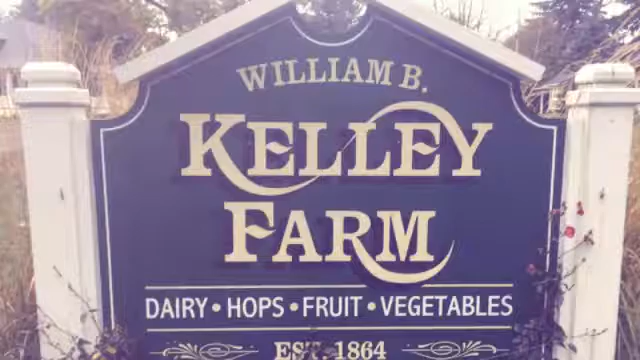 WILLIAM B.
KELLEY
FARM
DAIRY • HOPS • FRUIT • VEGETABLES
EST. 1864